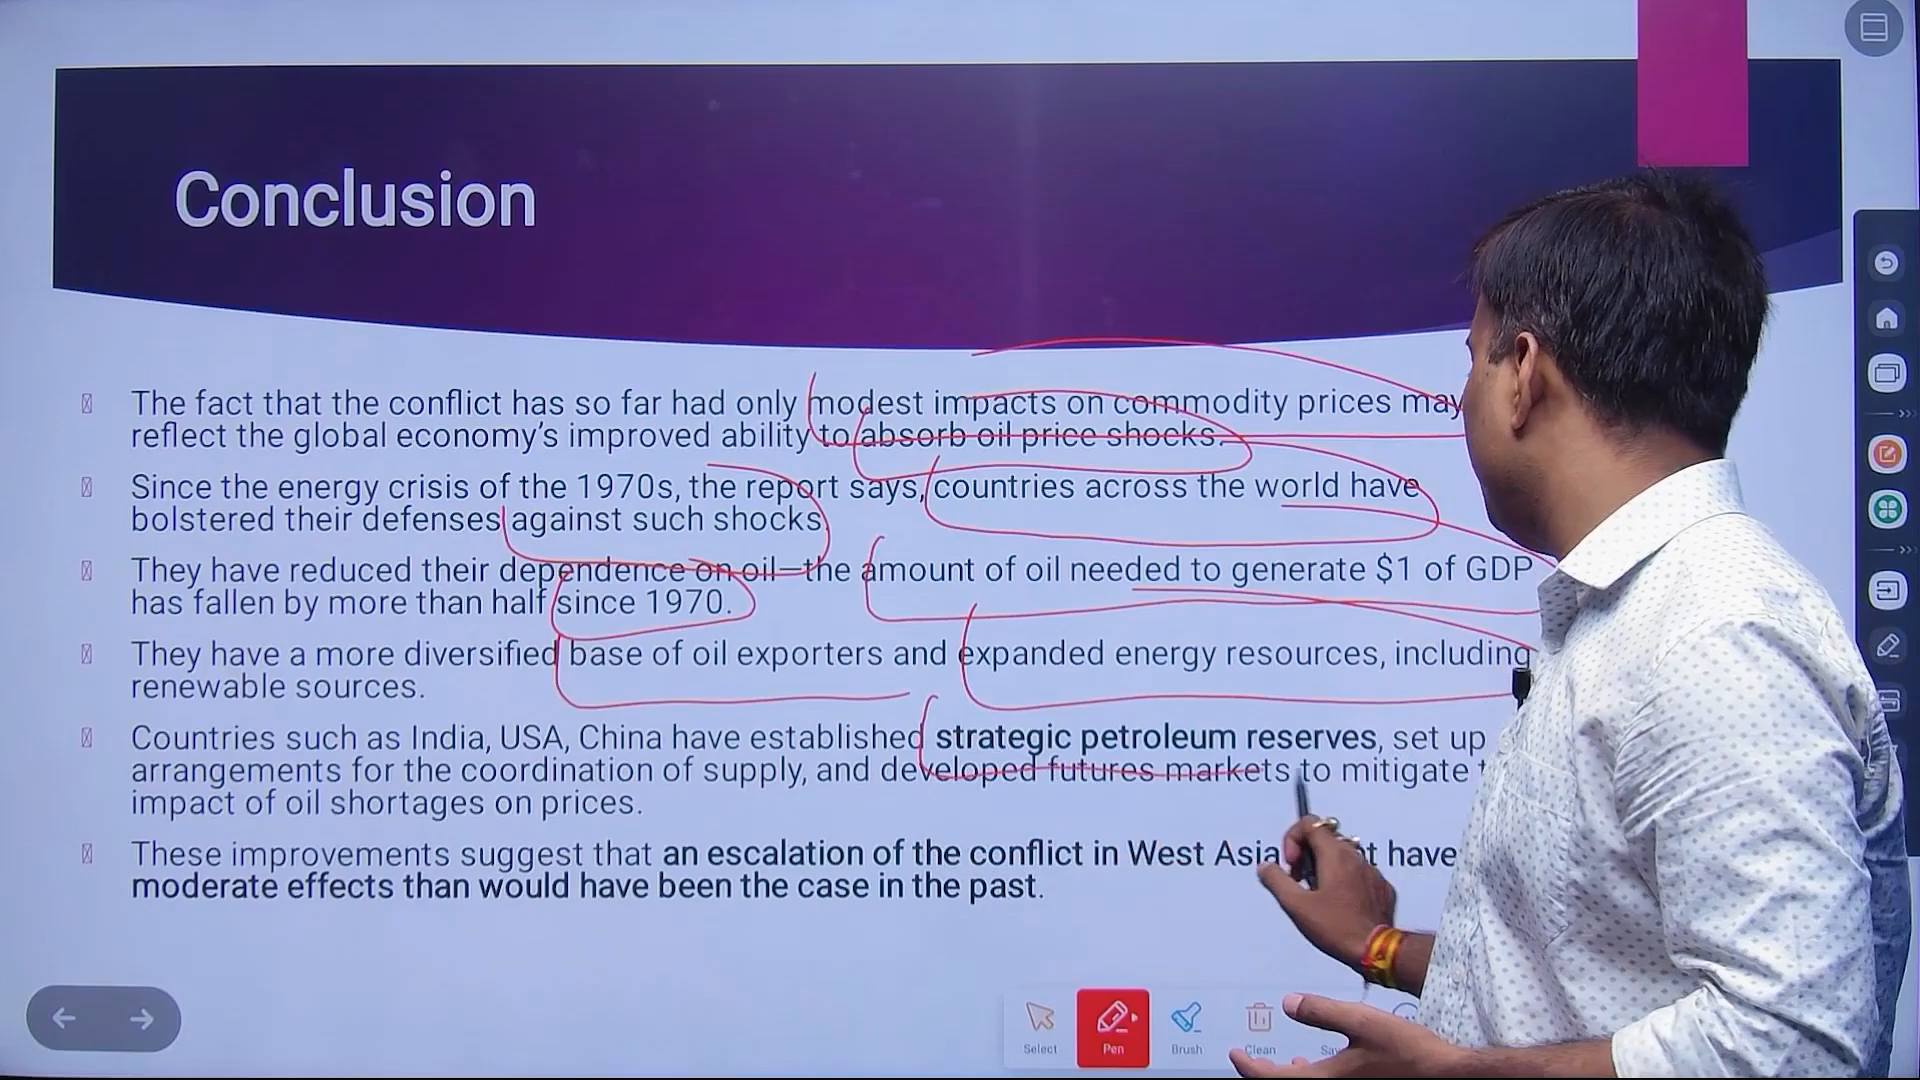 Conclusion
The fact that the conflict has so far had only modest impacts on commodity prices may
reflect the global economy's improved ability to absorb oil price shocks.
Since the energy crisis of the 1970s, the report says, countries across the world have
bolstered their defenses against such shocks
They have reduced their dependence on oil—the amount of oil needed to generate $1 of GDP
has fallen by more than half since 1970.
They have a more diversified base of oil exporters and expanded energy resources, including
renewable sources.
Countries such as India, USA, China have established strategic petroleum reserves, set up
arrangements for the coordination of supply, and developed futures markets to mitigate
impact of oil shortages on prices.
These improvements suggest that an escalation of the conflict in West Asia have
moderate effects than would have been the case in the past.
Select Pen Brush Clean